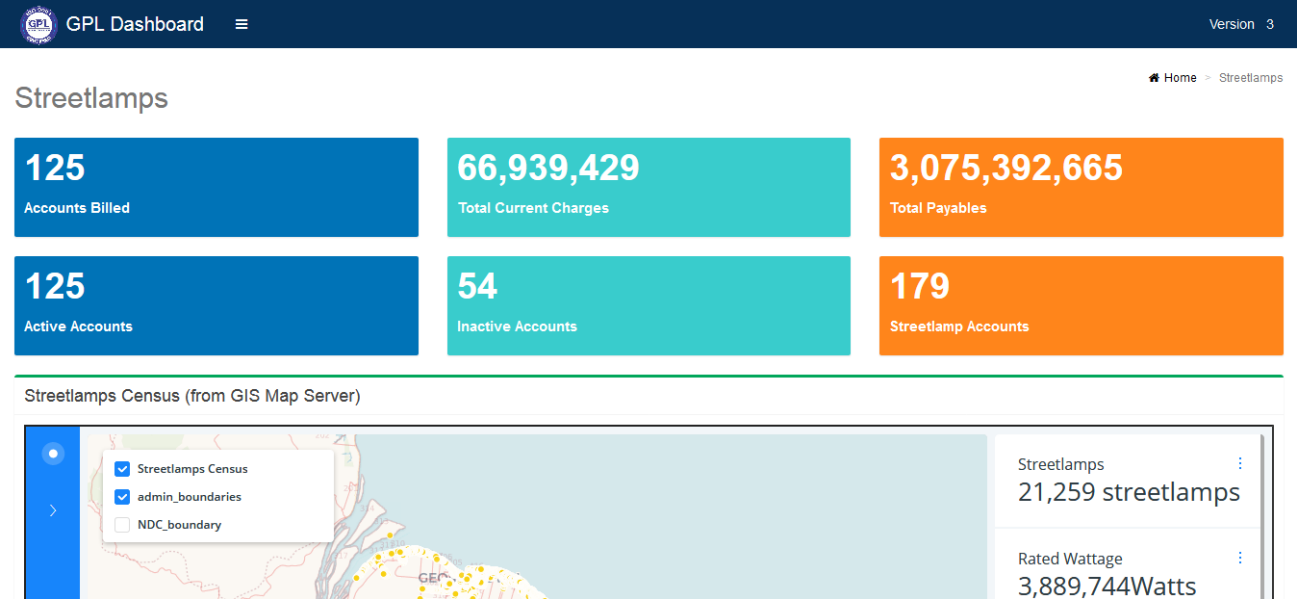 GPL
GPL Dashboard
Version 3
Home > Streetlamps
Streetlamps
125
Accounts Billed
66,939,429
Total Current Charges
3,075,392,665
Total Payables
125
Active Accounts
54
Inactive Accounts
179
Streetlamp Accounts
Streetlamps Census (from GIS Map Server)
Streetlamps Census
admin_boundaries
NDC_boundary
GEO
Streetlamps
21,259 streetlamps
Rated Wattage
3,889,744Watts